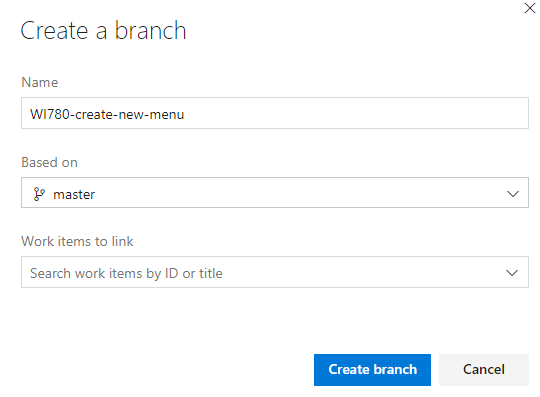 Create a branch
Name
WI780-create-new-menu
Based on
master
Work items to link
Search work items by ID or title
Create branch
Cancel